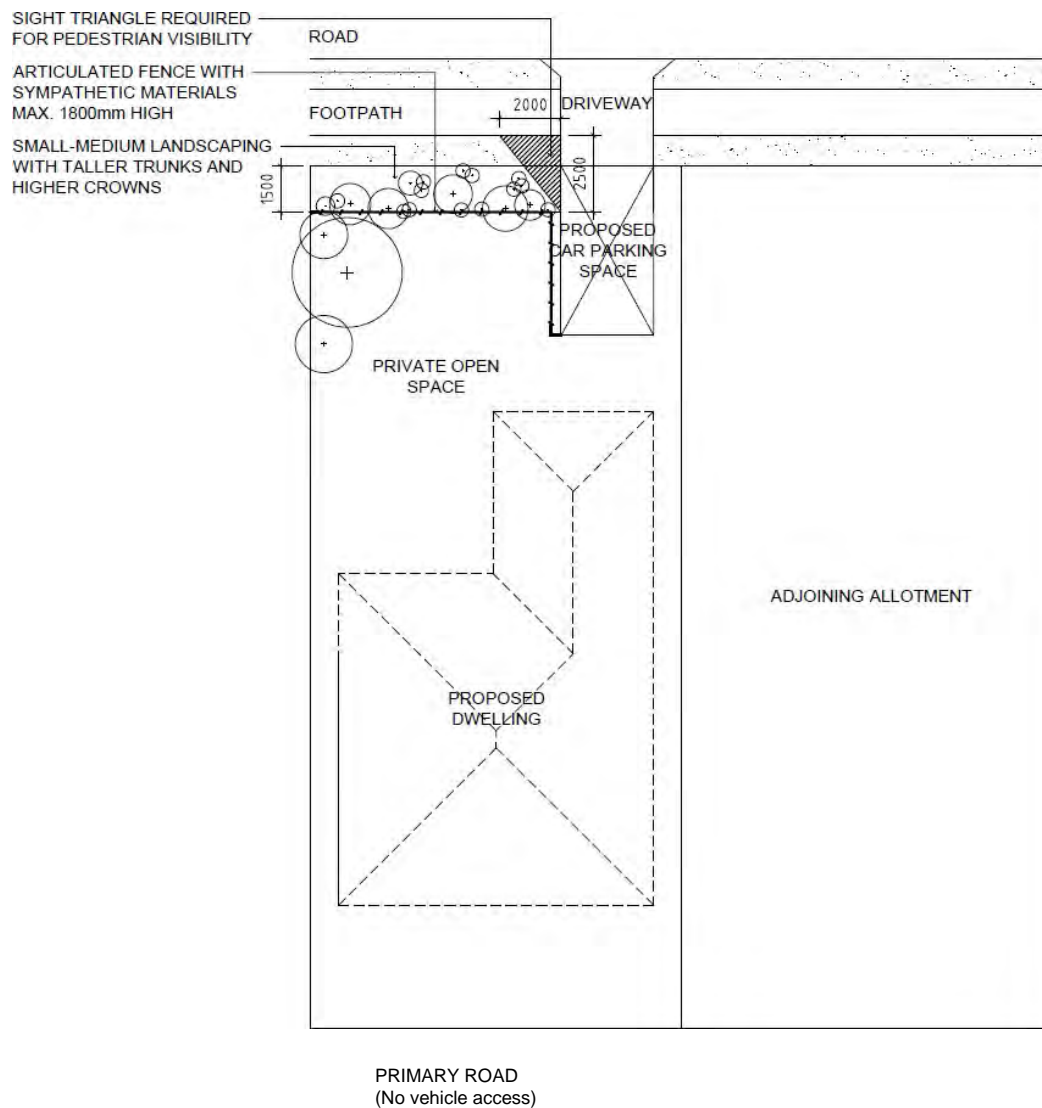 SIGHT TRIANGLE REQUIRED
FOR PEDESTRIAN VISIBILITY
ROAD
ARTICULATED FENCE WITH
SYMPATHETIC MATERIALS
MAX. 1800mm HIGH
2000
DRIVEWAY
FOOTPATH
SMALL-MEDIUM LANDSCAPING
WITH TALLER TRUNKS AND
HIGHER CROWNS
1500
2500
PROPOSED
CAR PARKING
SPACE
PRIVATE OPEN
SPACE
ADJOINING ALLOTMENT
PROPOSED
DWELLING
PRIMARY ROAD
(No vehicle access)